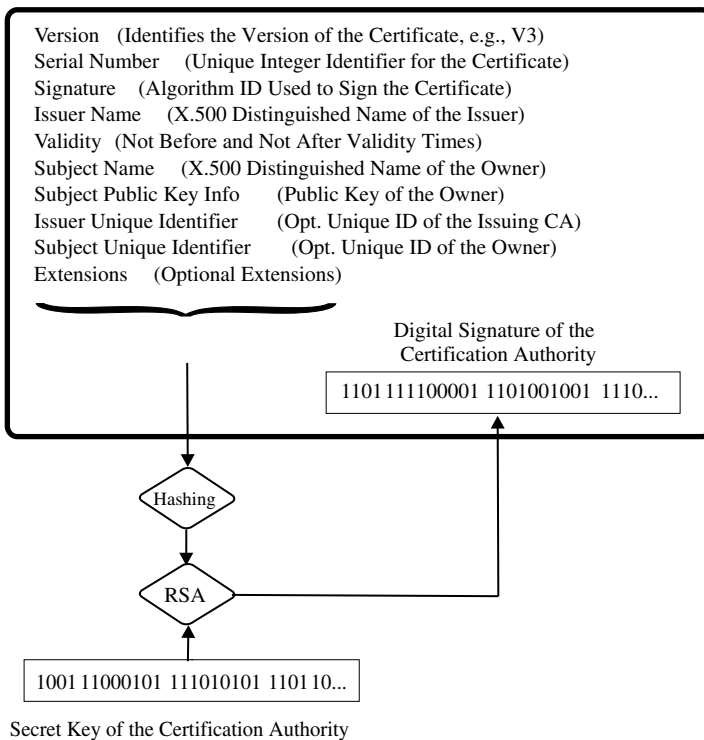 Version (Identifies the Version of the Certificate, e.g., V3)
Serial Number (Unique Integer Identifier for the Certificate)
Signature (Algorithm ID Used to Sign the Certificate)
Issuer Name (X.500 Distinguished Name of the Issuer)
Validity (Not Before and Not After Validity Times)
Subject Name (X.500 Distinguished Name of the Owner)
Subject Public Key Info (Public Key of the Owner)
Issuer Unique Identifier (Opt. Unique ID of the Issuing CA)
Subject Unique Identifier (Opt. Unique ID of the Owner)
Extensions (Optional Extensions)
Digital Signature of the
Certification Authority
1101 111100001 1101001001 1110...
Hashing
RSA
1001 11000101 111010101 110110...
Secret Key of the Certification Authority